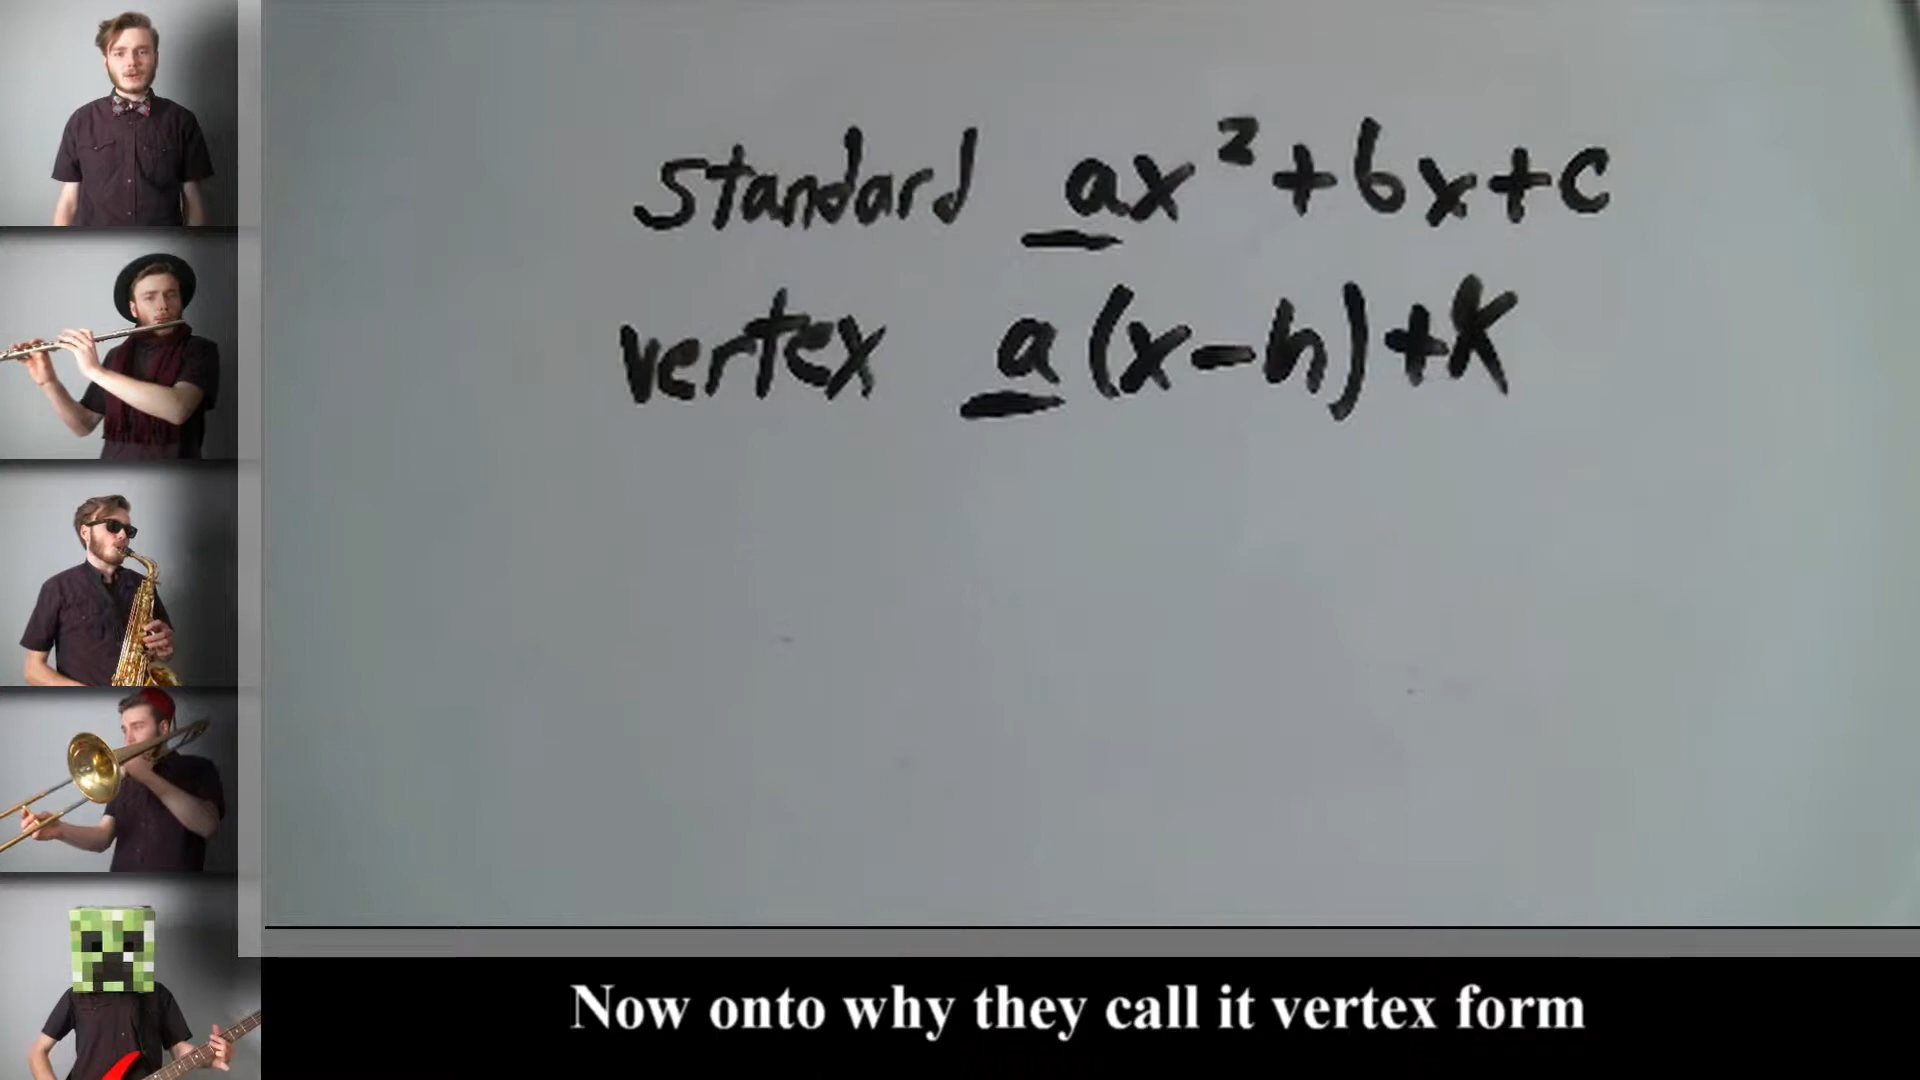 standard ax²+bx+c
vertex a(x-h)+k
Now onto why they call it vertex form